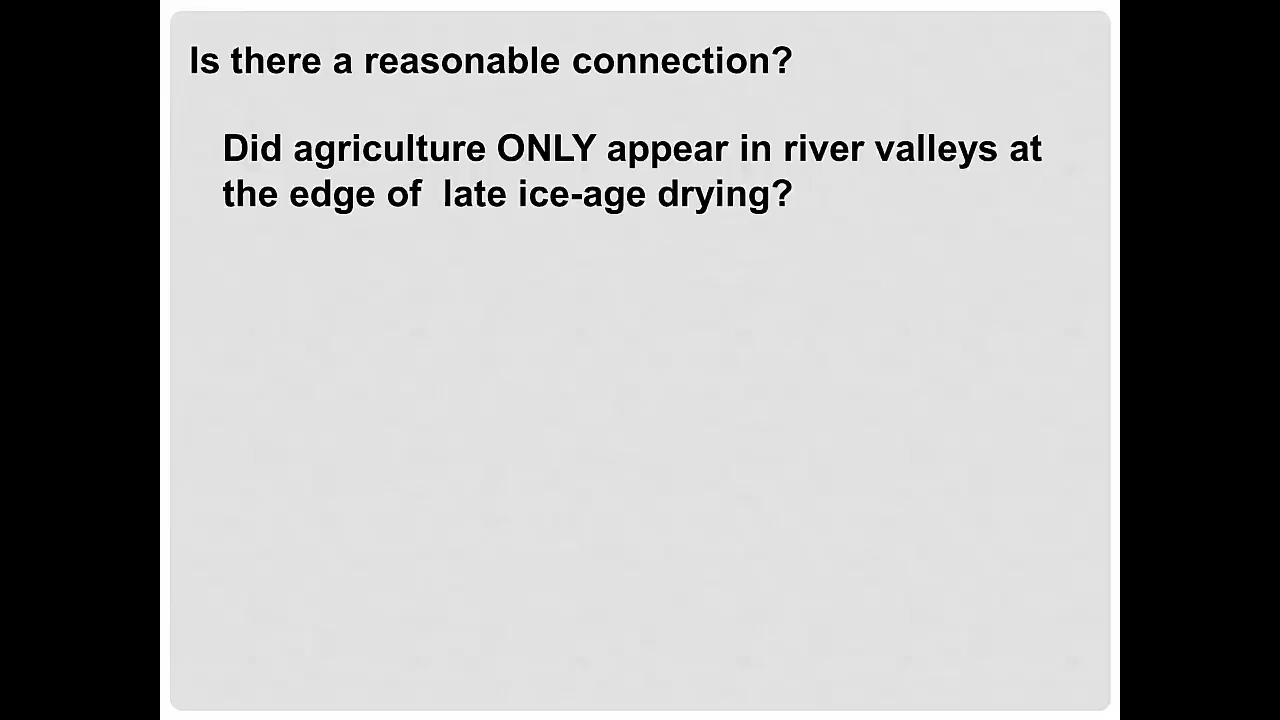 Is there a reasonable connection?
Did agriculture ONLY appear in river valleys at
the edge of  late ice-age drying?